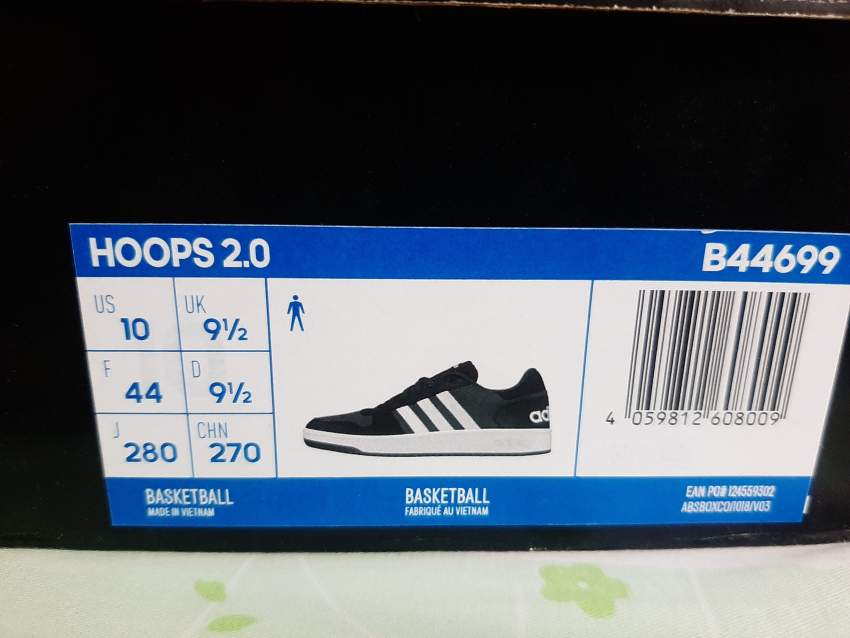 HOOPS 2.0
B44699
US
10
UK
9½
F
44
D
9½
J
280
CHN
270
adi
4 059812 608009
BASKETBALL
MADE IN VIETNAM
BASKETBALL
FABRIQUÉ AU VIETNAM
EAN PO# 124559302
ABSBOXCO/1018/V03